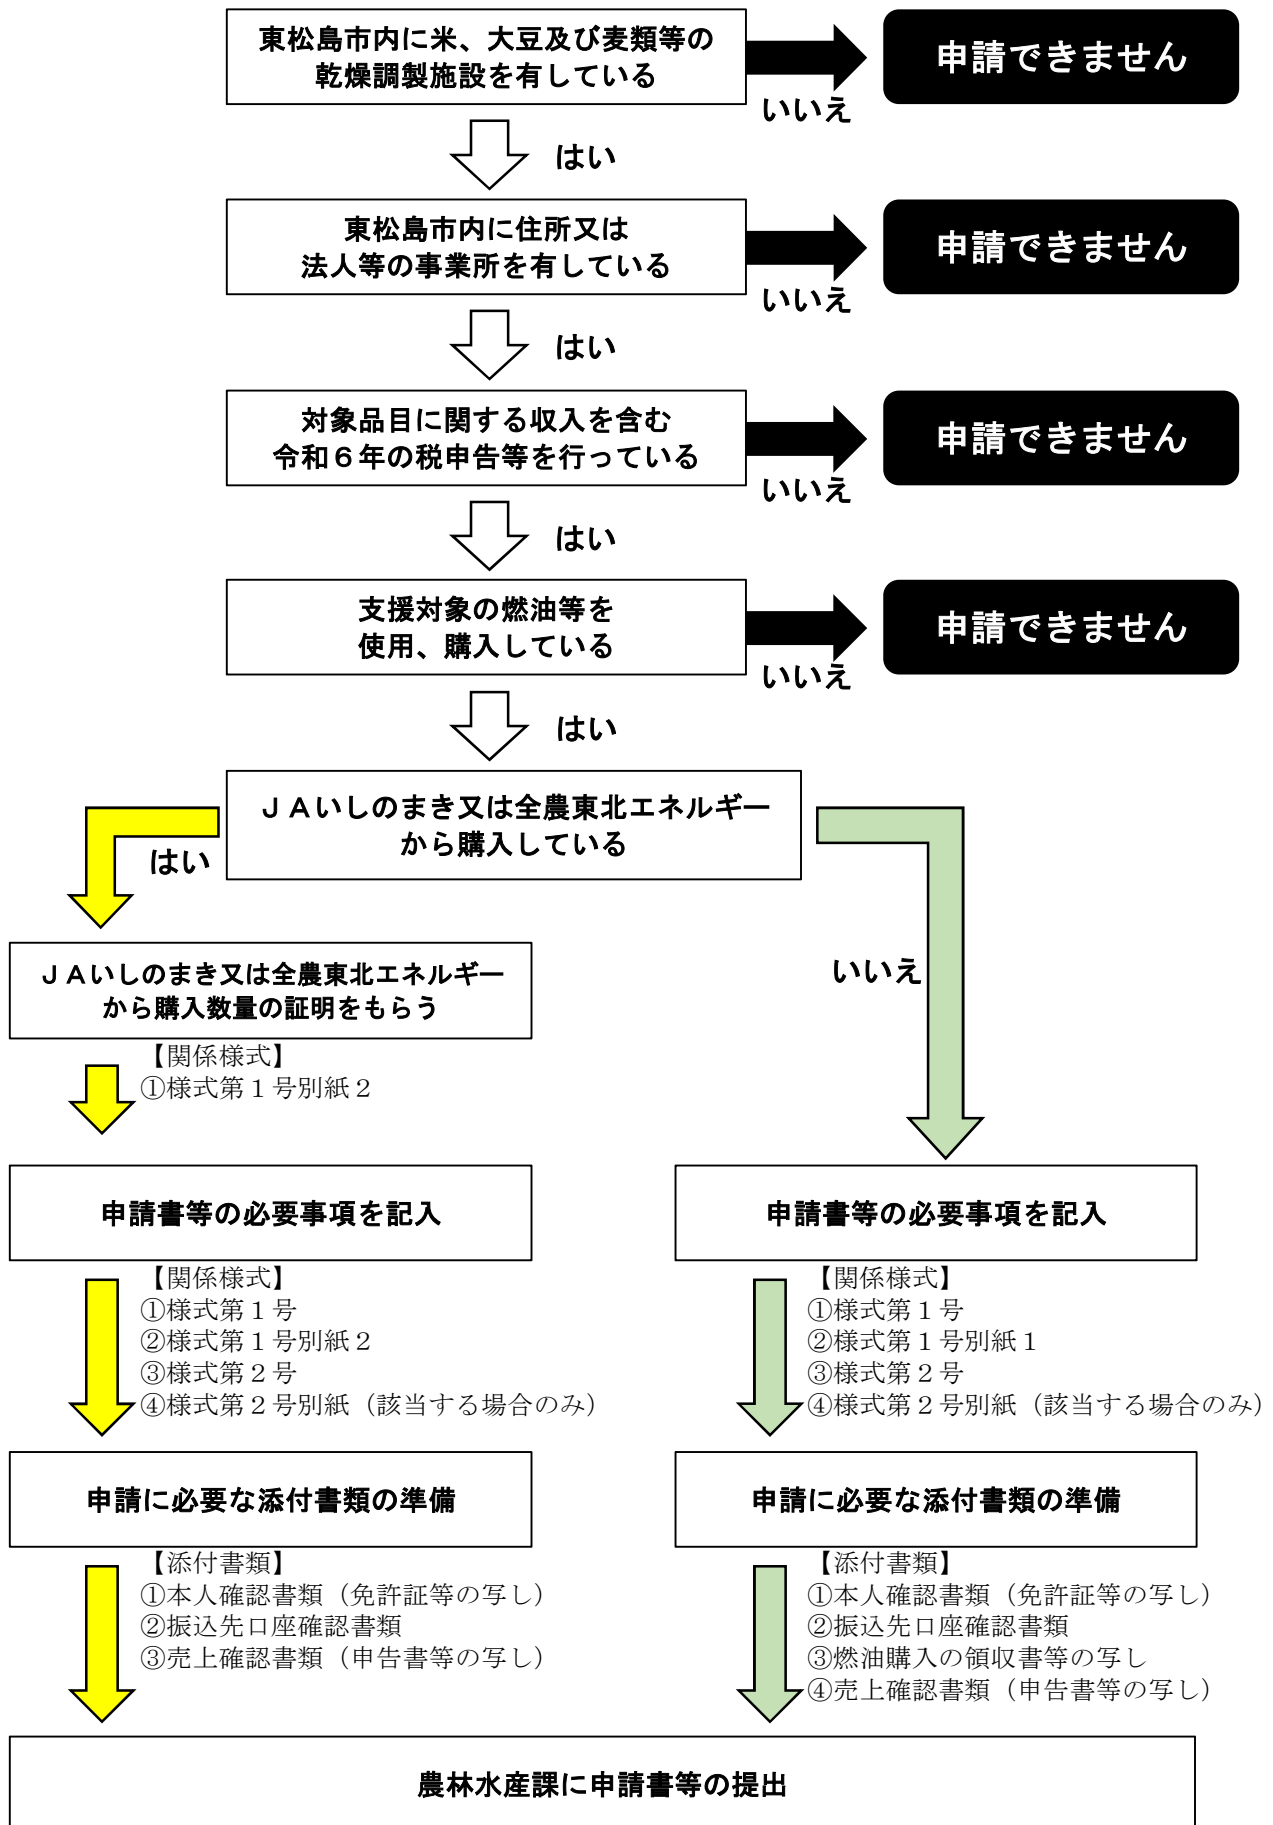 東松島市内に米、大豆及び麦類等の
乾燥調製施設を有している
申請できません
いいえ
はい
東松島市内に住所又は
法人等の事業所を有している
申請できません
いいえ
はい
対象品目に関する収入を含む
令和６年の税申告等を行っている
申請できません
いいえ
はい
支援対象の燃油等を
使用、購入している
申請できません
いいえ
はい
ＪＡいしのまき又は全農東北エネルギー
から購入している
はい
いいえ
ＪＡいしのまき又は全農東北エネルギー
から購入数量の証明をもらう
【関係様式】
①様式第１号別紙２
申請書等の必要事項を記入
【関係様式】
①様式第１号
②様式第１号別紙２
③様式第２号
④様式第２号別紙（該当する場合のみ）
申請に必要な添付書類の準備
【添付書類】
①本人確認書類（免許証等の写し）
②振込先口座確認書類
③売上確認書類（申告書等の写し）
申請書等の必要事項を記入
【関係様式】
①様式第１号
②様式第１号別紙１
③様式第２号
④様式第２号別紙（該当する場合のみ）
申請に必要な添付書類の準備
【添付書類】
①本人確認書類（免許証等の写し）
②振込先口座確認書類
③燃油購入の領収書等の写し
④売上確認書類（申告書等の写し）
農林水産課に申請書等の提出